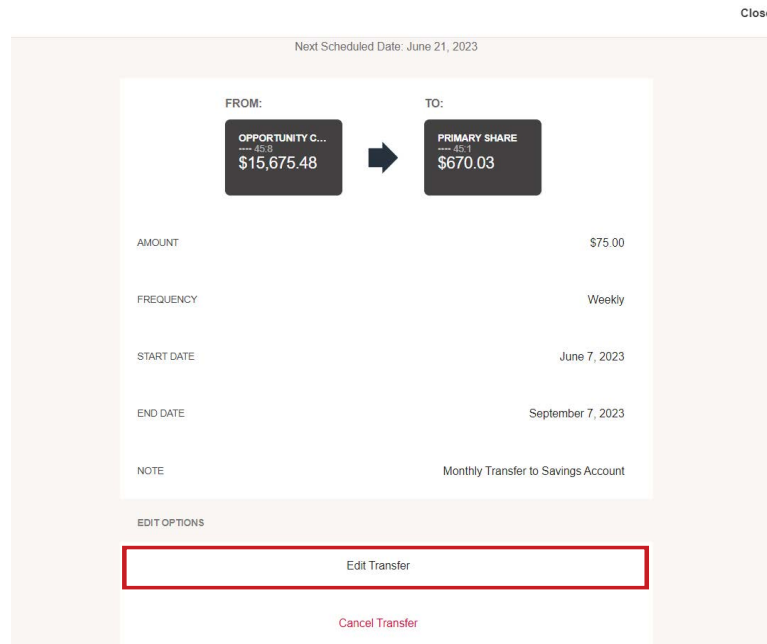 Close
Next Scheduled Date: June 21, 2023
FROM:
TO:
OPPORTUNITY C...
---- 45:8
$15,675.48
PRIMARY SHARE
---- 45:1
$670.03
AMOUNT
$75.00
FREQUENCY
Weekly
START DATE
June 7, 2023
END DATE
September 7, 2023
NOTE
Monthly Transfer to Savings Account
EDIT OPTIONS
Edit Transfer
Cancel Transfer